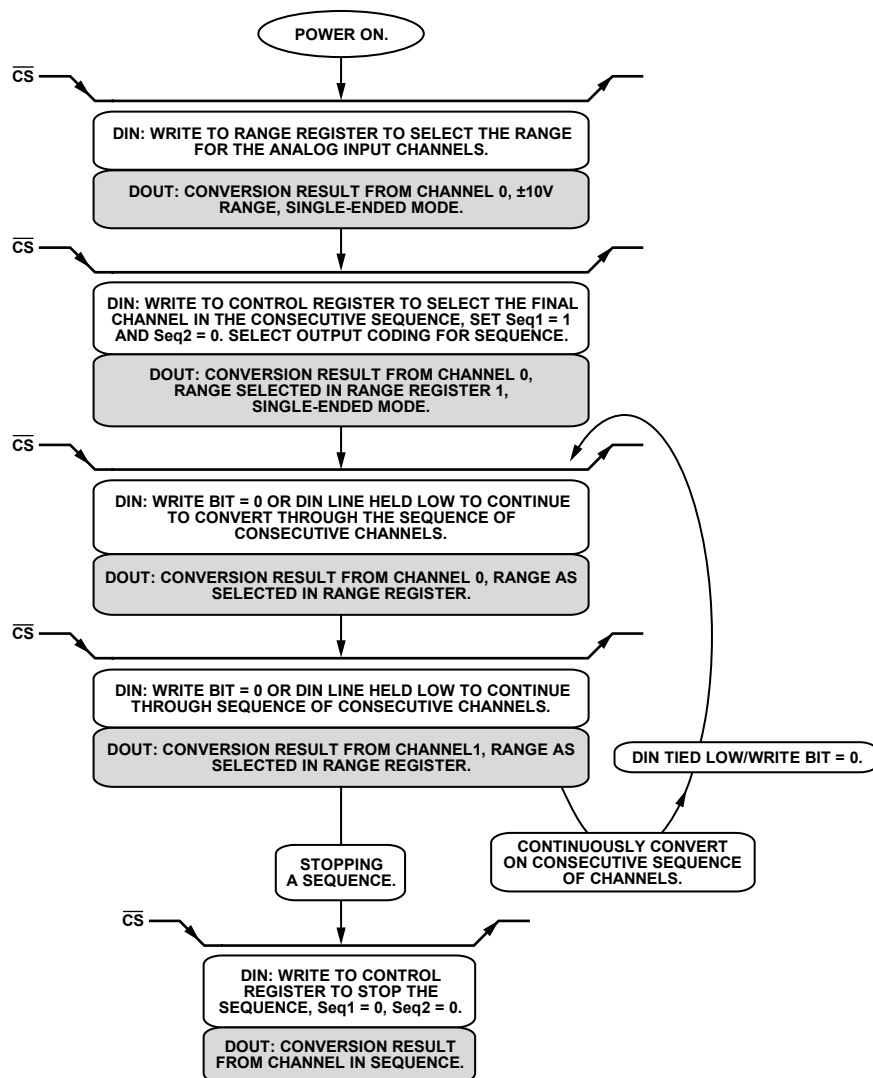 POWER ON.
CS
DIN: WRITE TO RANGE REGISTER TO SELECT THE RANGE
FOR THE ANALOG INPUT CHANNELS.
DOUT: CONVERSION RESULT FROM CHANNEL 0, ±10V
RANGE, SINGLE-ENDED MODE.
CS
DIN: WRITE TO CONTROL REGISTER TO SELECT THE FINAL
CHANNEL IN THE CONSECUTIVE SEQUENCE, SET Seq1 = 1
AND Seq2 = 0. SELECT OUTPUT CODING FOR SEQUENCE.
DOUT: CONVERSION RESULT FROM CHANNEL 0,
RANGE SELECTED IN RANGE REGISTER 1,
SINGLE-ENDED MODE.
CS
DIN: WRITE BIT = 0 OR DIN LINE HELD LOW TO CONTINUE
TO CONVERT THROUGH THE SEQUENCE OF
CONSECUTIVE CHANNELS.
DOUT: CONVERSION RESULT FROM CHANNEL 0, RANGE AS
SELECTED IN RANGE REGISTER.
CS
DIN: WRITE BIT = 0 OR DIN LINE HELD LOW TO CONTINUE
THROUGH SEQUENCE OF CONSECUTIVE CHANNELS.
DOUT: CONVERSION RESULT FROM CHANNEL1, RANGE AS
SELECTED IN RANGE REGISTER.
DIN TIED LOW/WRITE BIT = 0.
STOPPING
A SEQUENCE.
CONTINUOUSLY CONVERT
ON CONSECUTIVE SEQUENCE
OF CHANNELS.
CS
DIN: WRITE TO CONTROL
REGISTER TO STOP THE
SEQUENCE, Seq1 = 0, Seq2 = 0.
DOUT: CONVERSION RESULT
FROM CHANNEL IN SEQUENCE.